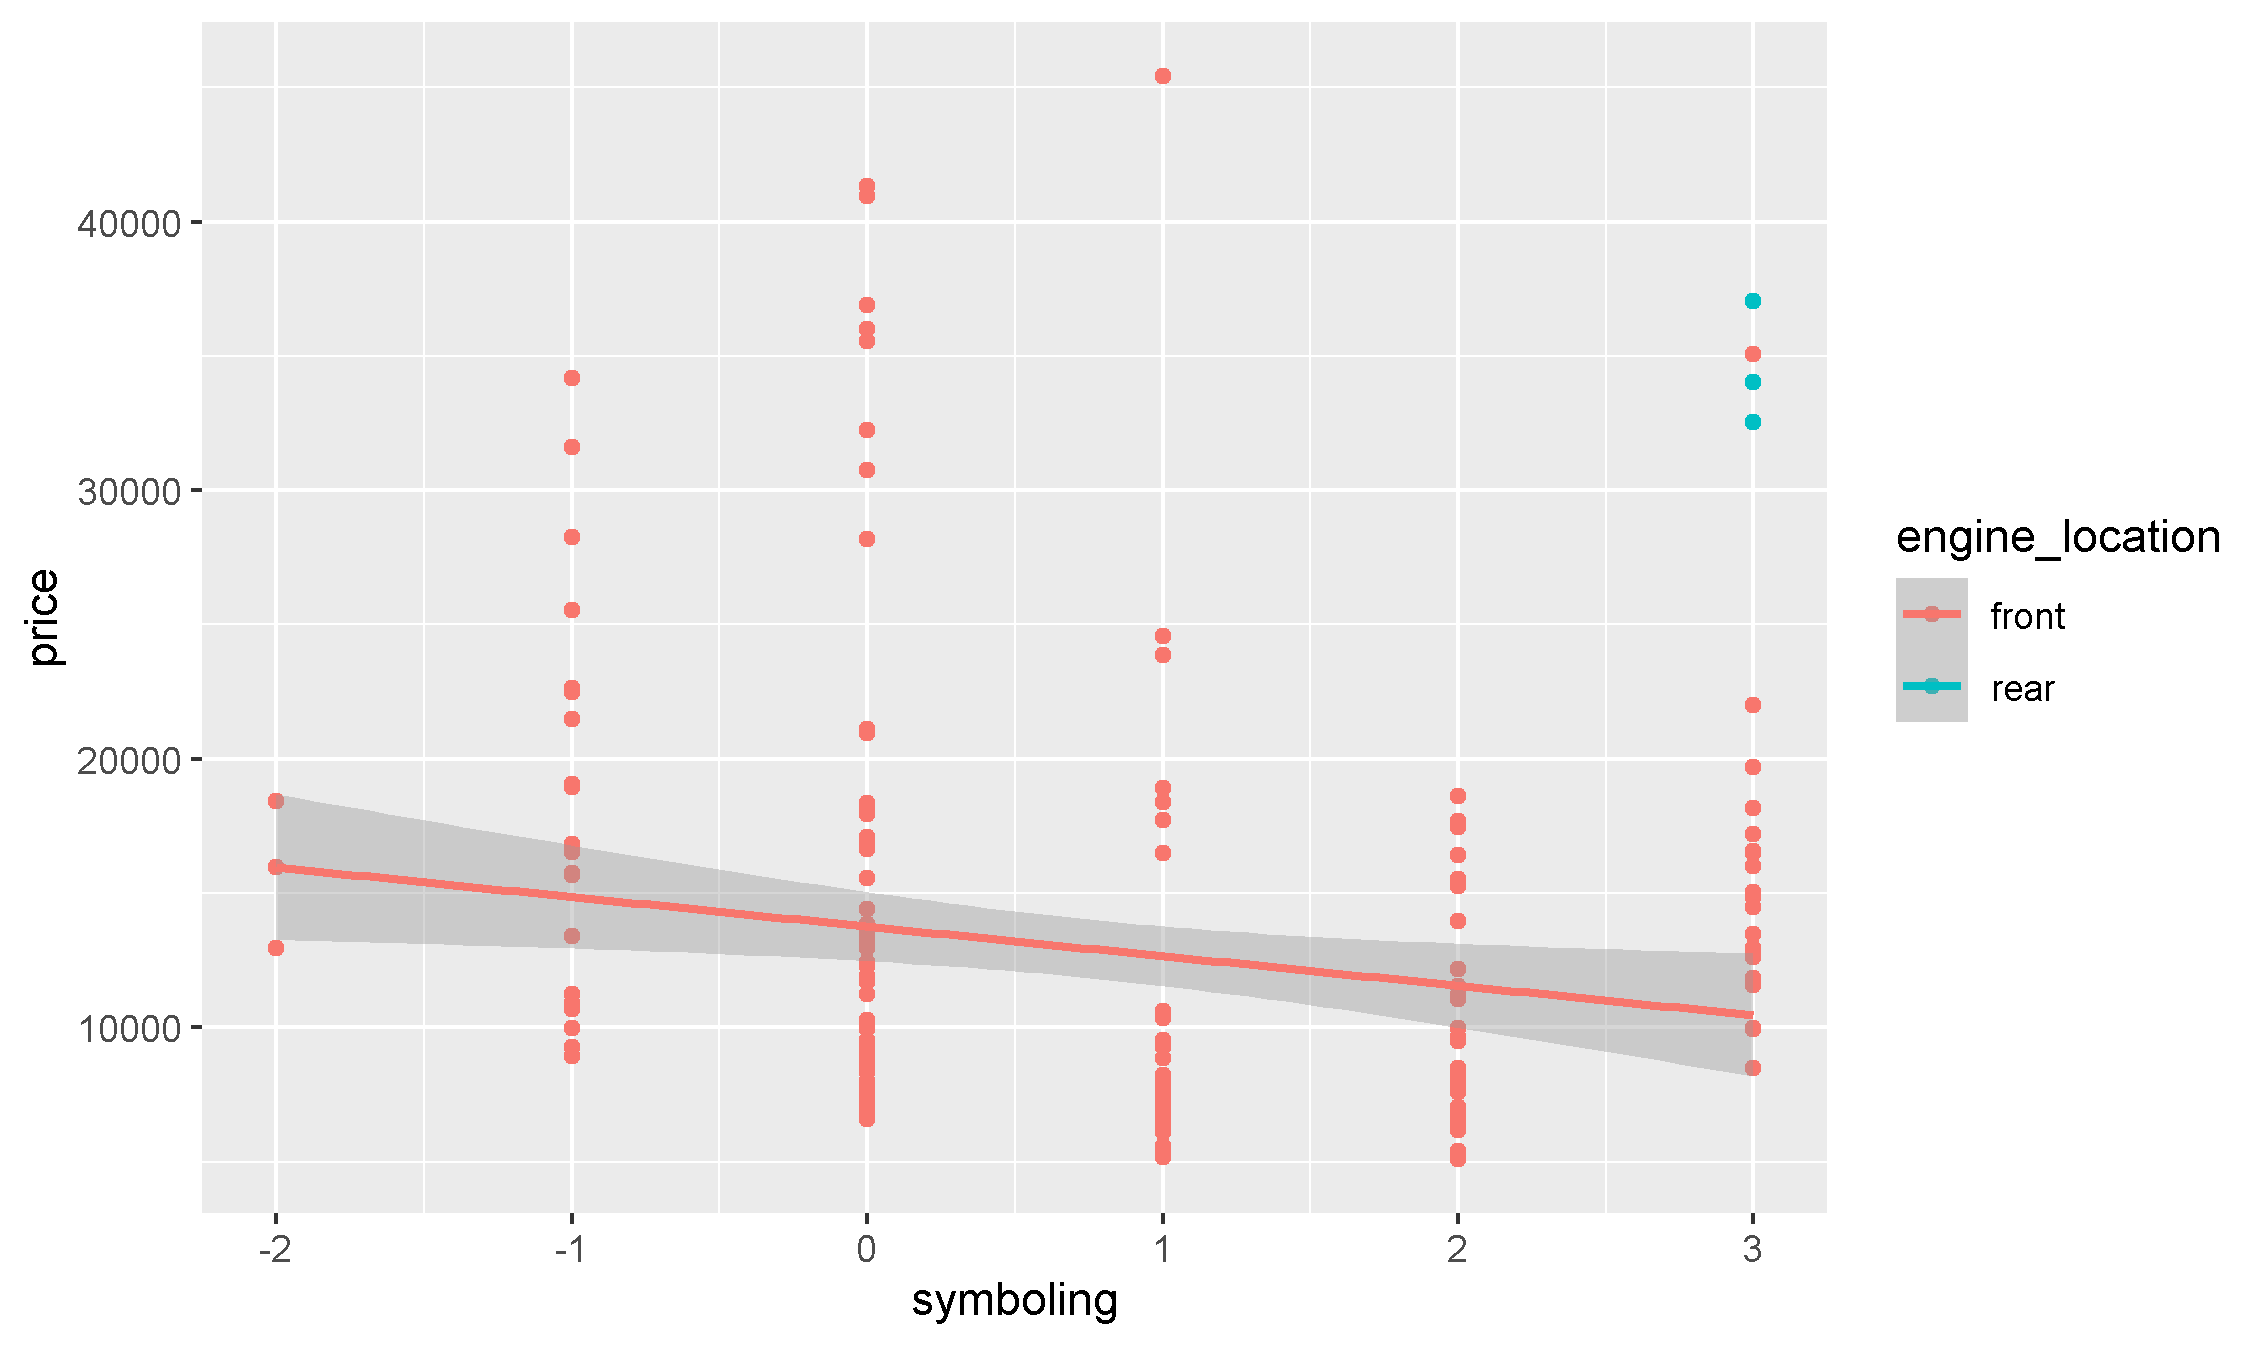 price
40000
30000
20000
10000
-2 -1 0 1 2 3
symboling
engine_location
front
rear